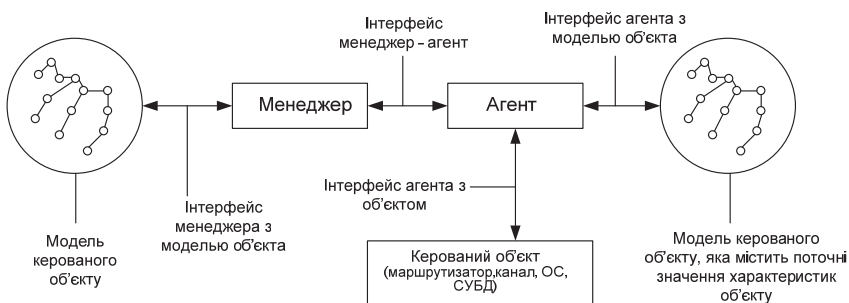 Інтерфейс
менеджер – агент
Інтерфейс агента з
моделью об'єкта
Менеджер
Агент
Інтерфейс агента з
об'єктом
Інтерфейс
менеджера з
моделью об'єкта
Модель
керованого
об'єкту
Керований об'єкт
(маршрутизатор,канал, ОС,
СУБД)
Модель керованого
об'єкту, яка містить поточні
значення характеристик
об'єкту